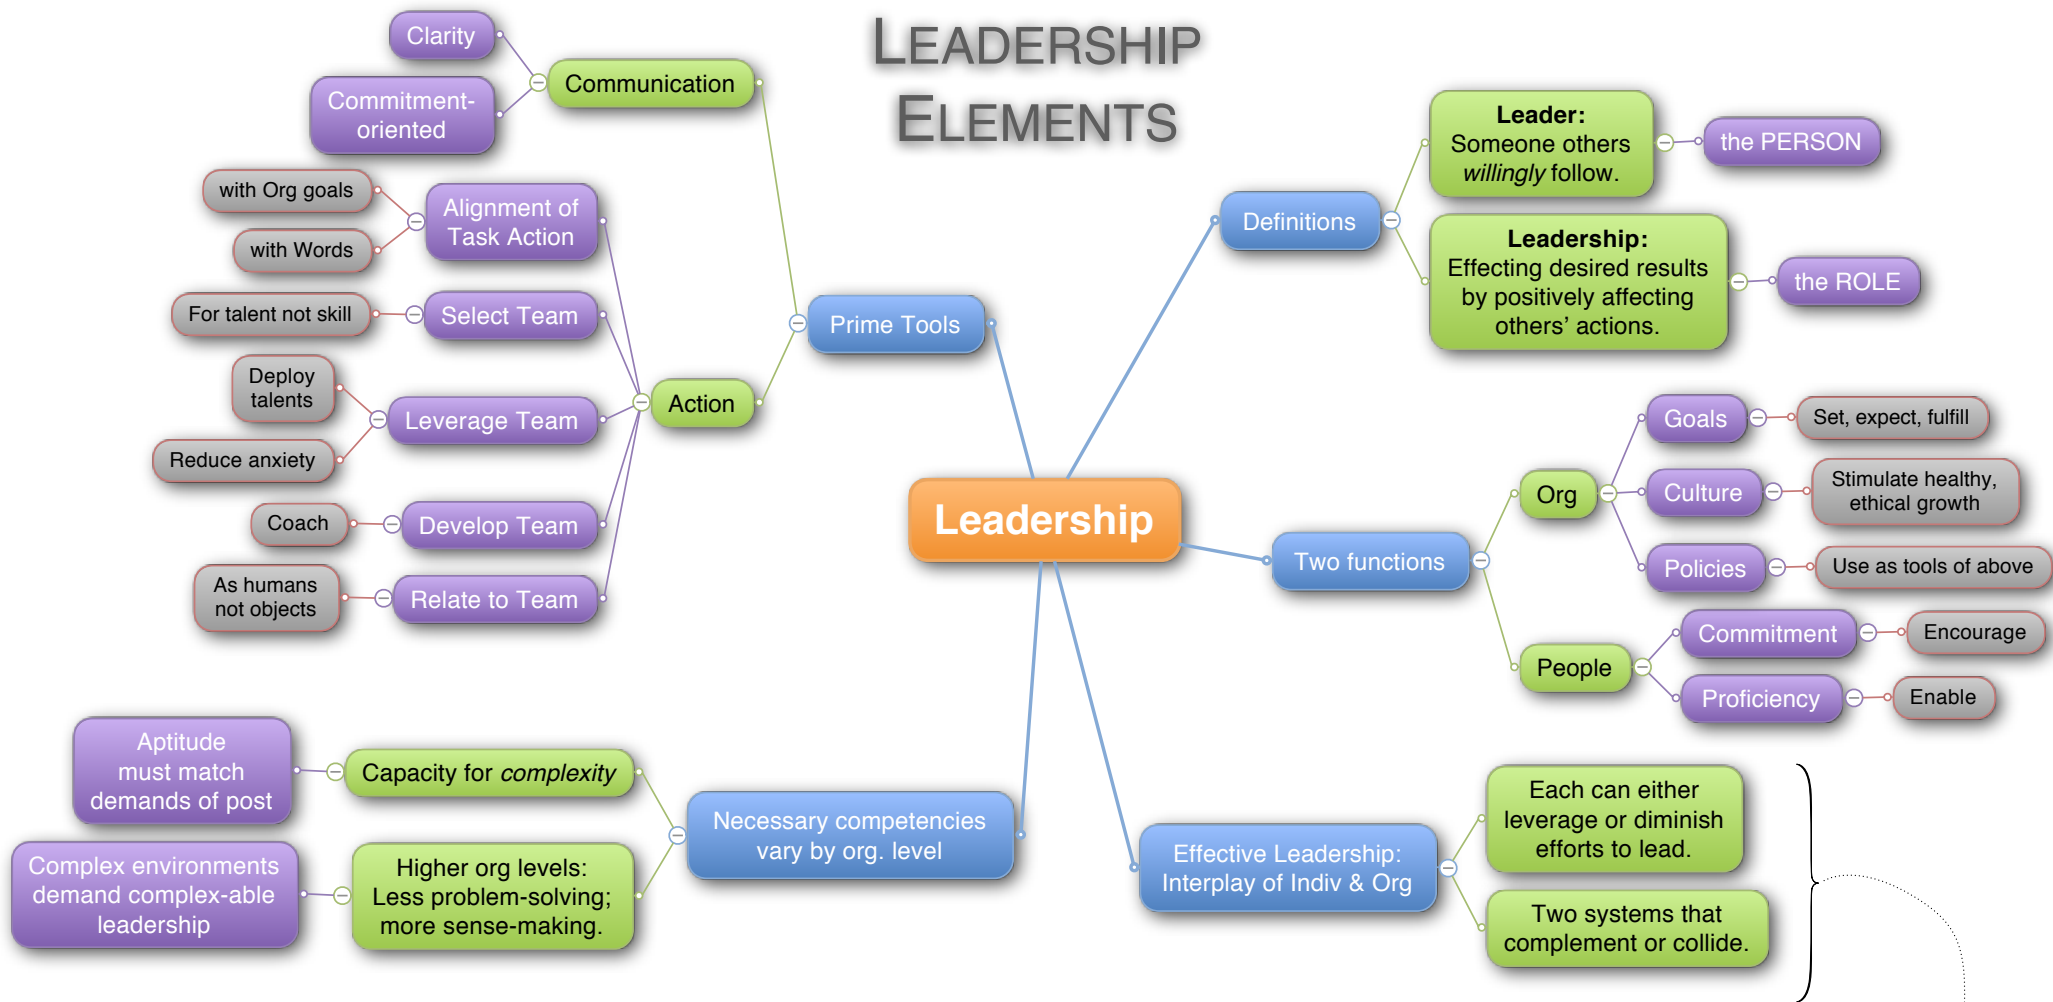 LEADERSHIP
ELEMENTS
Clarity
Commitment-
oriented
Communication
with Org goals
with Words
Alignment of
Task Action
For talent not skill
Select Team
Deploy
talents
Reduce anxiety
Leverage Team
Coach
Develop Team
As humans
not objects
Relate to Team
Action
Prime Tools
Leadership
Definitions
Leader:
Someone others
willingly follow.
the PERSON
Leadership:
Effecting desired results
by positively affecting
others’ actions.
the ROLE
Two functions
Org
Goals
Set, expect, fulfill
Culture
Stimulate healthy,
ethical growth
Policies
Use as tools of above
People
Commitment
Encourage
Proficiency
Enable
Aptitude
must match
demands of post
Capacity for complexity
Complex environments
demand complex-able
leadership
Higher org levels:
Less problem-solving;
more sense-making.
Necessary competencies
vary by org. level
Effective Leadership:
Interplay of Indiv & Org
Each can either
leverage or diminish
efforts to lead.
Two systems that
complement or collide.